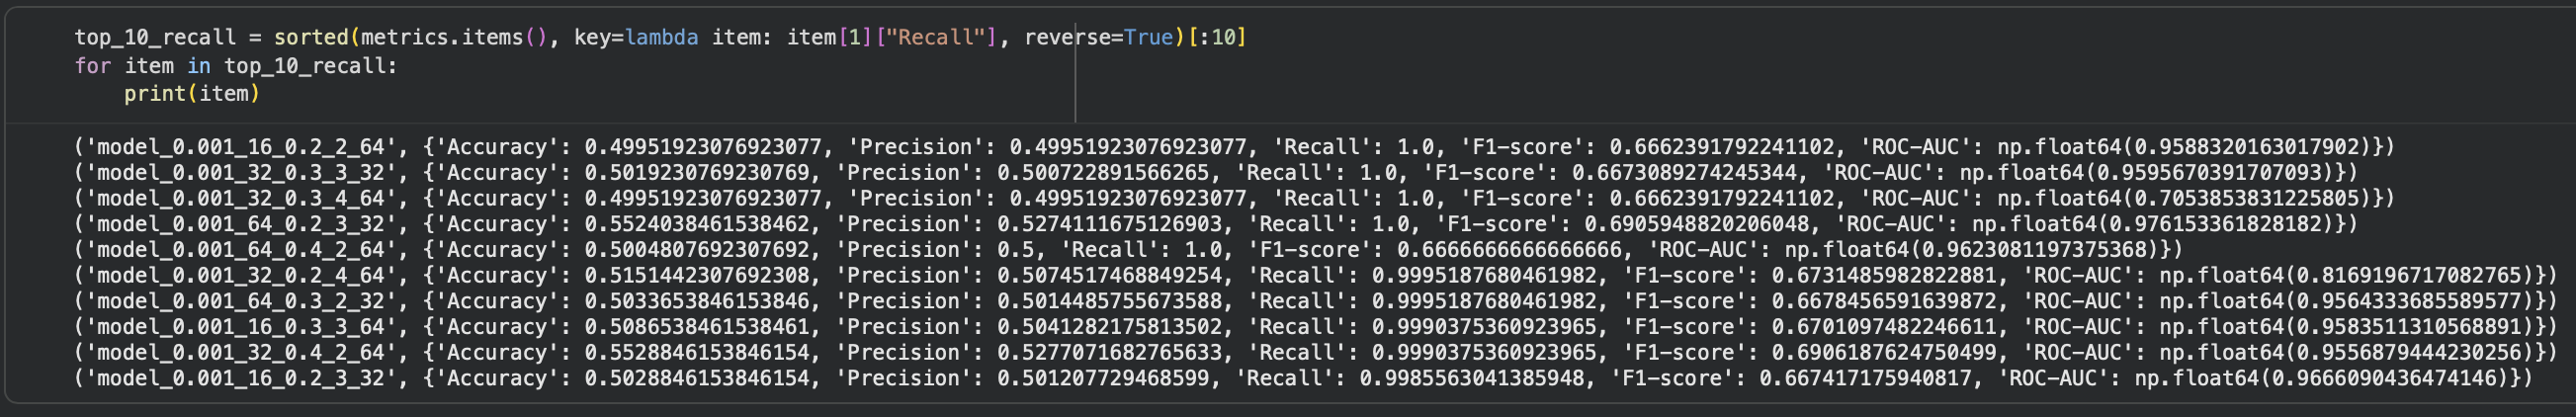 top_10_recall = sorted(metrics.items(), key=lambda item: item[1]["Recall"], reverse=True)[:10]
for item in top_10_recall:
    print(item)
('model_0.001_16_0.2_2_64', {'Accuracy': 0.49951923076923077, 'Precision': 0.49951923076923077, 'Recall': 1.0, 'F1-score': 0.6662391792241102, 'ROC-AUC': np.float64(0.9588320163017902)})
('model_0.001_32_0.3_3_32', {'Accuracy': 0.5019230769230769, 'Precision': 0.500722891566265, 'Recall': 1.0, 'F1-score': 0.6673089274245344, 'ROC-AUC': np.float64(0.9595670391707093)})
('model_0.001_32_0.3_4_64', {'Accuracy': 0.49951923076923077, 'Precision': 0.49951923076923077, 'Recall': 1.0, 'F1-score': 0.6662391792241102, 'ROC-AUC': np.float64(0.7053853831225805)})
('model_0.001_64_0.2_3_32', {'Accuracy': 0.5524038461538462, 'Precision': 0.5274111675126903, 'Recall': 1.0, 'F1-score': 0.6905948820206048, 'ROC-AUC': np.float64(0.976153361828182)})
('model_0.001_64_0.4_2_64', {'Accuracy': 0.5004807692307692, 'Precision': 0.5, 'Recall': 1.0, 'F1-score': 0.6666666666666666, 'ROC-AUC': np.float64(0.9623081197375368)})
('model_0.001_32_0.2_4_64', {'Accuracy': 0.5151442307692308, 'Precision': 0.5074517468849254, 'Recall': 0.9995187680461982, 'F1-score': 0.6731485982822881, 'ROC-AUC': np.float64(0.8169196717082765)})
('model_0.001_64_0.3_2_32', {'Accuracy': 0.5033653846153846, 'Precision': 0.5014485755673588, 'Recall': 0.9995187680461982, 'F1-score': 0.6678456591639872, 'ROC-AUC': np.float64(0.9564333685589577)})
('model_0.001_16_0.3_3_64', {'Accuracy': 0.5086538461538461, 'Precision': 0.5041282175813502, 'Recall': 0.9990375360923965, 'F1-score': 0.6701097482246611, 'ROC-AUC': np.float64(0.9583511310568891)})
('model_0.001_32_0.4_2_64', {'Accuracy': 0.5528846153846154, 'Precision': 0.5277071682765633, 'Recall': 0.9990375360923965, 'F1-score': 0.6906187624750499, 'ROC-AUC': np.float64(0.9556879444230256)})
('model_0.001_16_0.2_3_32', {'Accuracy': 0.5028846153846154, 'Precision': 0.501207729468599, 'Recall': 0.9985563041385948, 'F1-score': 0.667417175940817, 'ROC-AUC': np.float64(0.9666090436474146)})